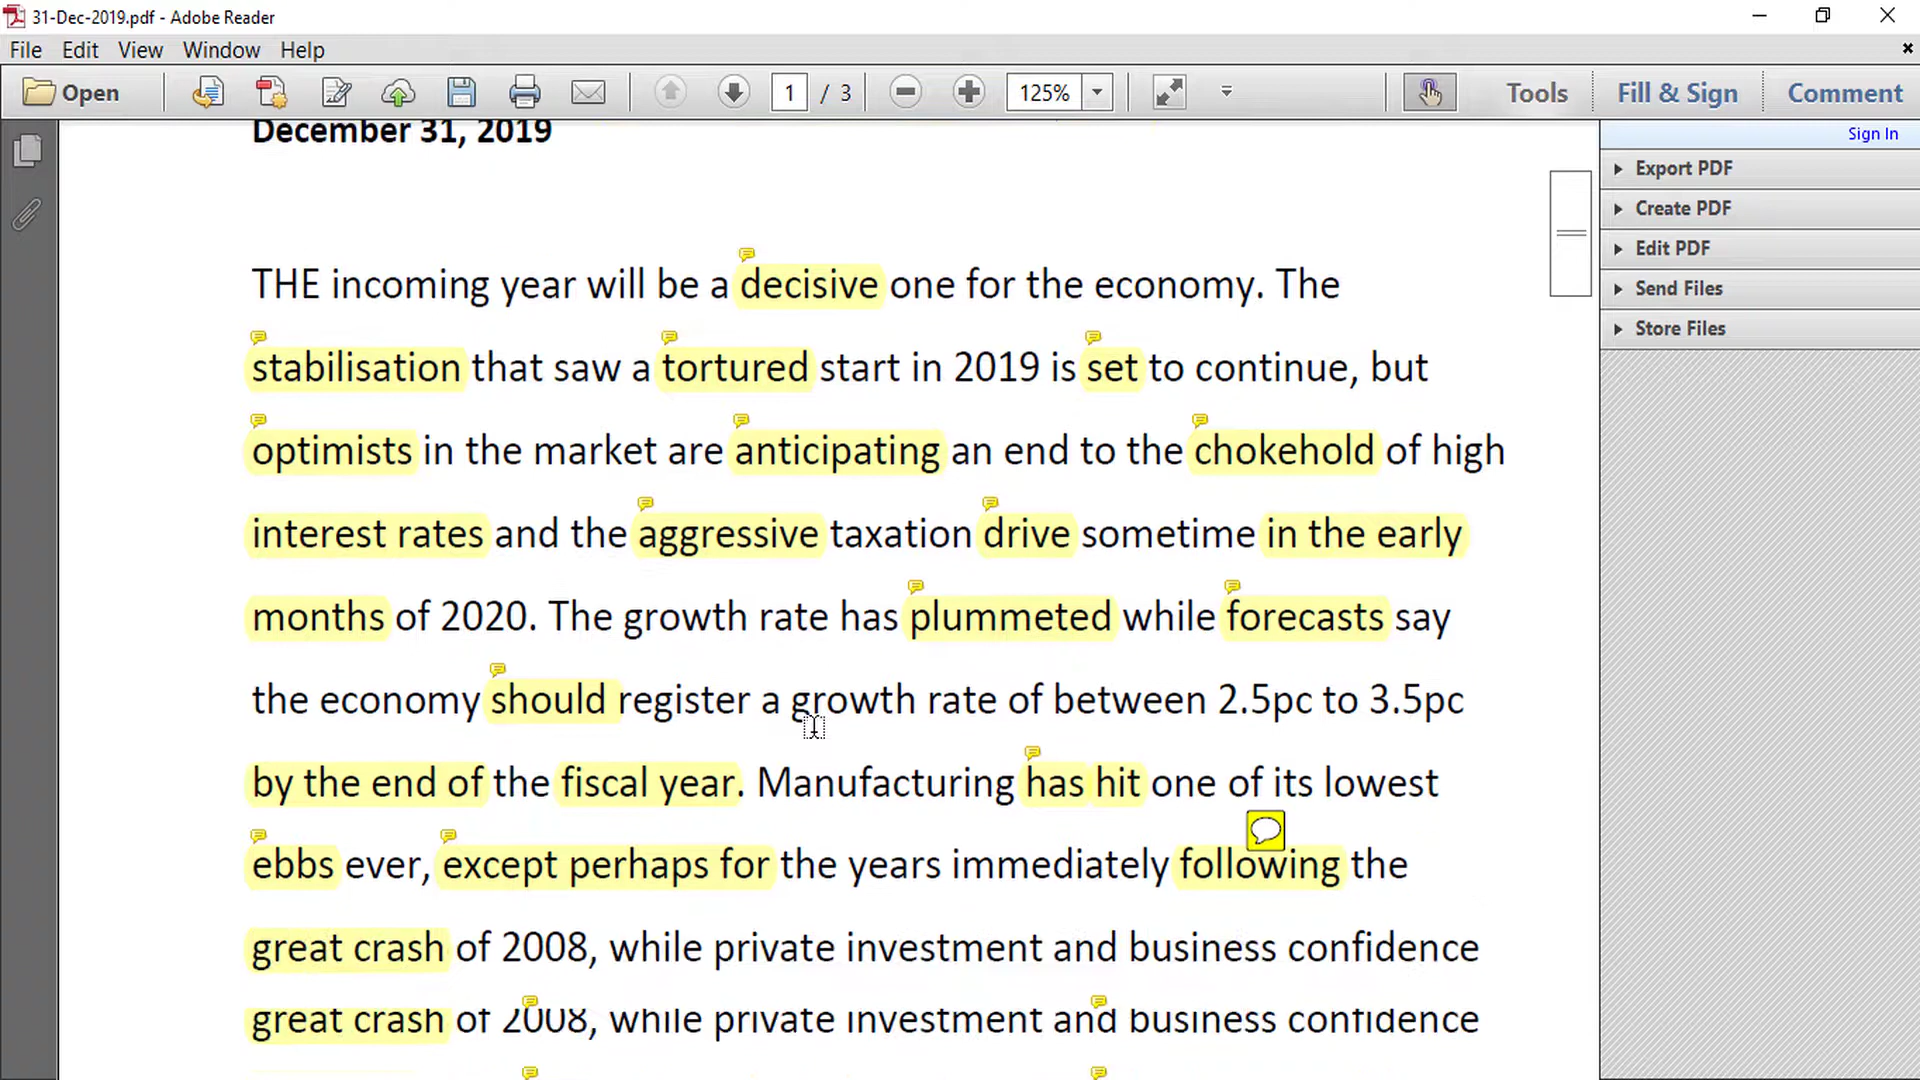 31-Dec-2019.pdf - Adobe Reader
File Edit View Window Help
Open 1 / 3 125% Tools Fill & Sign Comment
Sign In
Export PDF
Create PDF
Edit PDF
Send Files
Store Files
December 31, 2019
THE incoming year will be a decisive one for the economy. The
stabilisation that saw a tortured start in 2019 is set to continue, but
optimists in the market are anticipating an end to the chokehold of high
interest rates and the aggressive taxation drive sometime in the early
months of 2020. The growth rate has plummeted while forecasts say
the economy should register a growth rate of between 2.5pc to 3.5pc
by the end of the fiscal year. Manufacturing has hit one of its lowest
ebbs ever, except perhaps for the years immediately following the
great crash of 2008, while private investment and business confidence
great crash of 2008, while private investment and business confidence